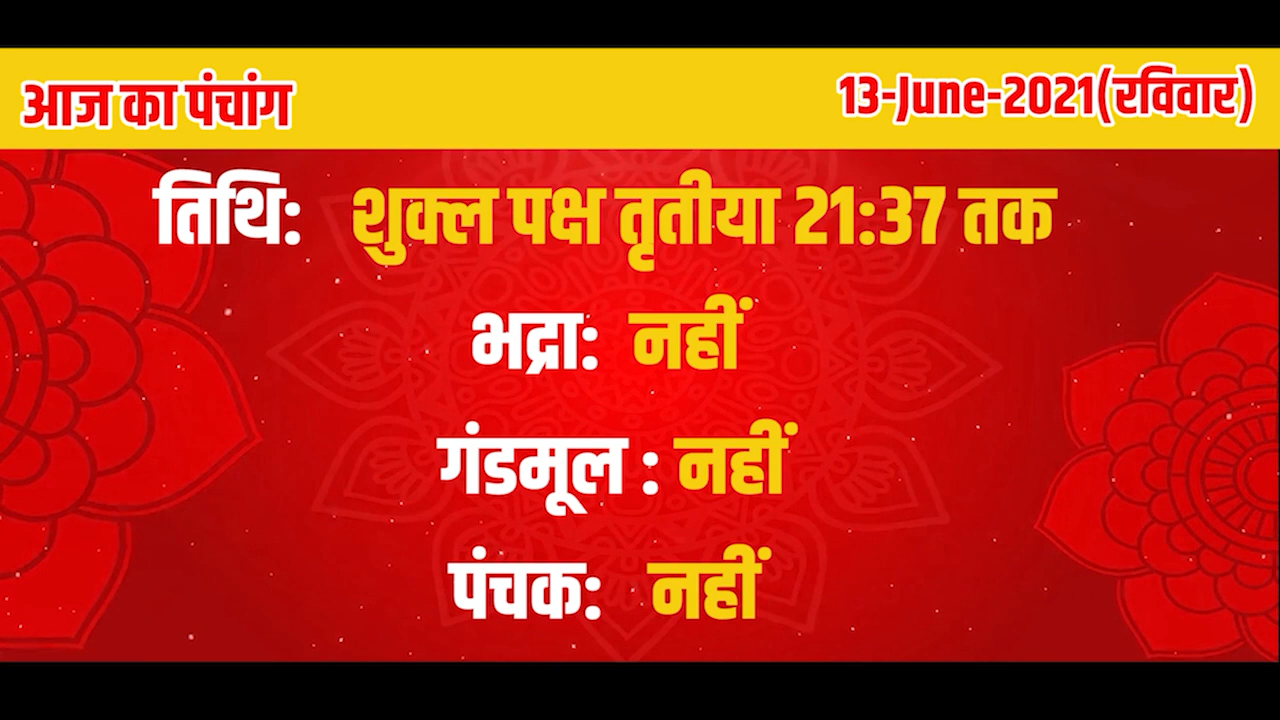 आज का पंचांग
13-June-2021(रविवार)
तिथि: शुक्ल पक्ष तृतीया 21:37 तक
भद्रा: नहीं
गंडमूल : नहीं
पंचक: नहीं